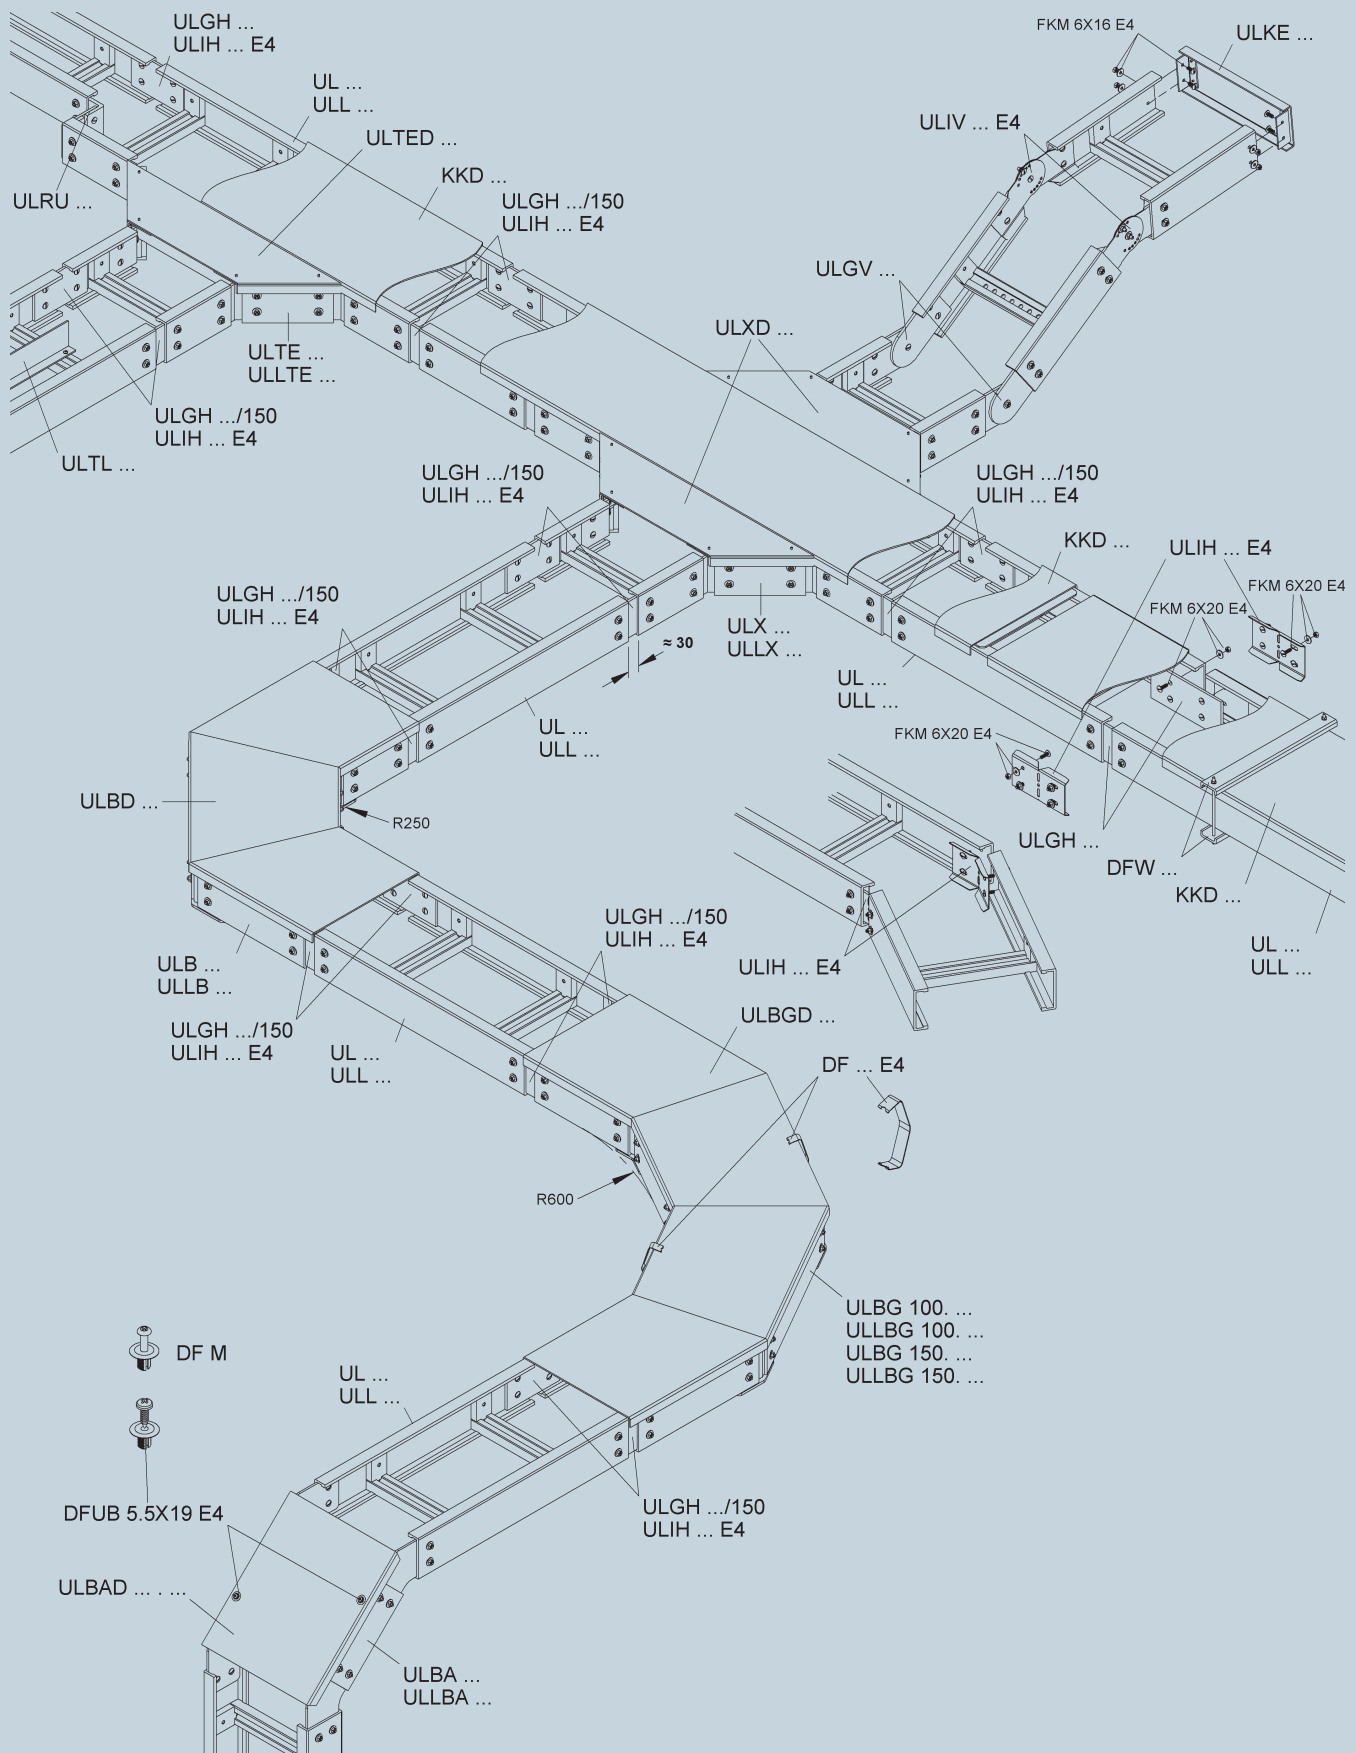 ULGH ...
ULIH ... E4
FKM 6X16 E4
ULKE ...
UL ...
ULL ...
ULTED ...
ULIV ... E4
KKD ...
ULRU ...
ULGH .../150
ULIH ... E4
ULGV ...
ULXD ...
ULTE ...
ULLTE ...
ULGH .../150
ULIH ... E4
ULTL ...
ULGH .../150
ULIH ... E4
ULGH .../150
ULIH ... E4
KKD ...
ULIH ... E4
FKM 6X20 E4
FKM 6X20 E4
ULGH .../150
ULIH ... E4
ULX ...
ULLX ...
≈ 30
UL ...
ULL ...
UL ...
ULL ...
FKM 6X20 E4
ULBD ...
R250
ULGH ...
DFW ...
KKD ...
ULGH .../150
ULIH ... E4
UL ...
ULL ...
ULB ...
ULLB ...
ULIH ... E4
ULBGD ...
ULGH .../150
ULIH ... E4
UL ...
ULL ...
DF ... E4
R600
ULBG 100. ...
ULLBG 100. ...
ULBG 150. ...
ULLBG 150. ...
DF M
UL ...
ULL ...
DFUB 5.5X19 E4
ULGH .../150
ULIH ... E4
ULBAD ... . ...
ULBA ...
ULLBA ...